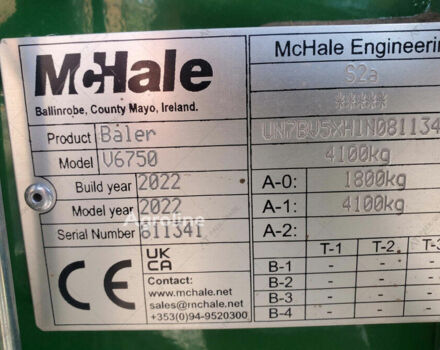 McHale
Ballinrobe, County Mayo, Ireland.
Product Baler
Model V6750
Build year 2022
Model year 2022
Serial Number 611341
CE
UK
CA
Contact:
www.mchale.net
sales@mchale.net
+353(0)94-9520300
McHale Engineerin
S2a
*****
4100kg
A-0: 1800kg
A-1: 4100kg
A-2:
T-1 T-2 T-3
B-1 - - -
B-2 - - -
B-3 - - -
B-4 - - -
Agroline